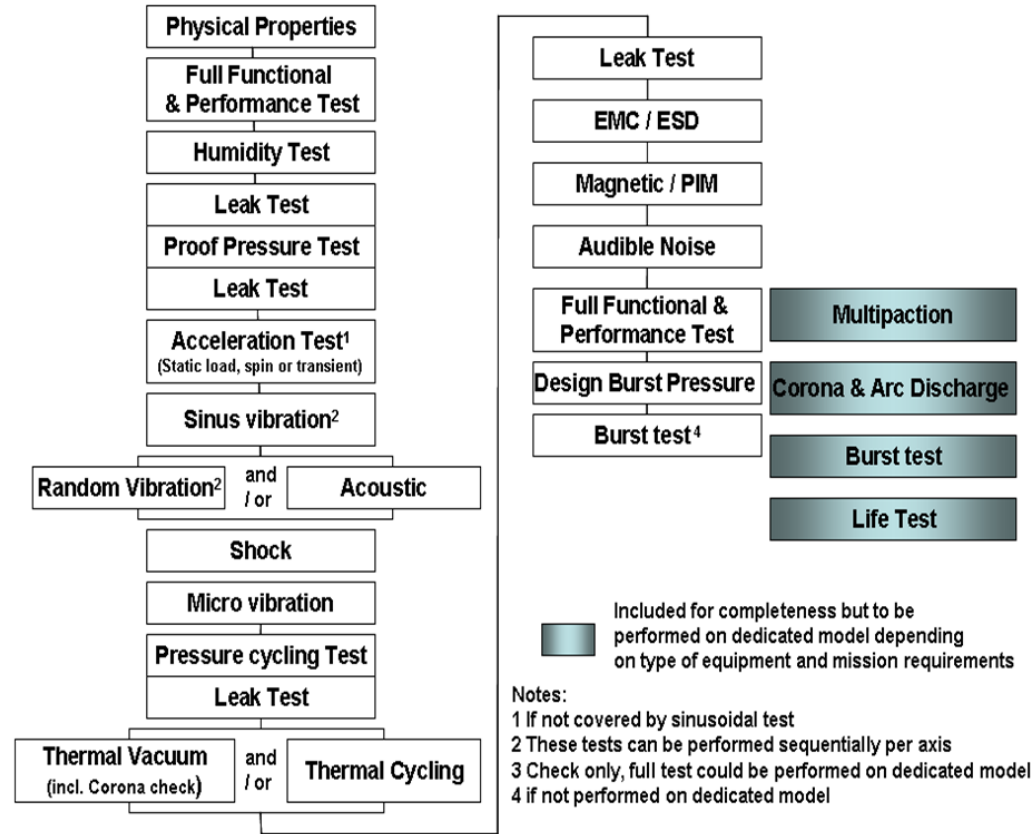 Physical Properties
Full Functional
& Performance Test
Humidity Test
Leak Test
Proof Pressure Test
Leak Test
Acceleration Test¹
(Static load, spin or transient)
Sinus vibration²
Random Vibration²
and
/ or
Acoustic
Shock
Micro vibration
Pressure cycling Test
Leak Test
Thermal Vacuum
(incl. Corona check)
and
/ or
Thermal Cycling
Leak Test
EMC / ESD
Magnetic / PIM
Audible Noise
Full Functional &
Performance Test
Design Burst Pressure
Burst test⁴
Multipaction
Corona & Arc Discharge
Burst test
Life Test
Included for completeness but to be
performed on dedicated model depending
on type of equipment and mission requirements
Notes:
1 If not covered by sinusoidal test
2 These tests can be performed sequentially per axis
3 Check only, full test could be performed on dedicated model
4 if not performed on dedicated model